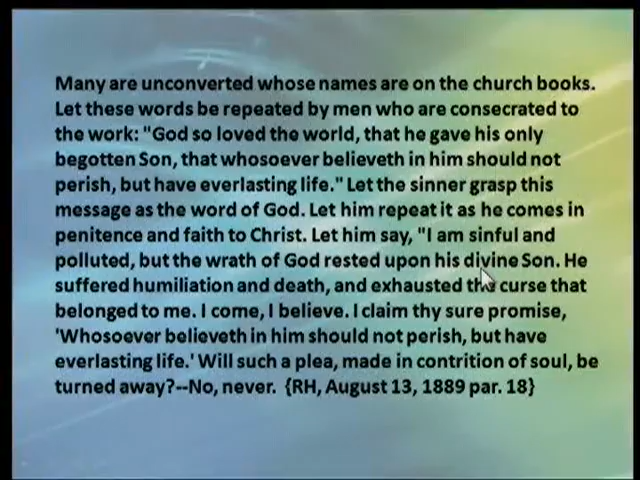 Many are unconverted whose names are on the church books.
Let these words be repeated by men who are consecrated to
the work: "God so loved the world, that he gave his only
begotten Son, that whosoever believeth in him should not
perish, but have everlasting life." Let the sinner grasp this
message as the word of God. Let him repeat it as he comes in
penitence and faith to Christ. Let him say, "I am sinful and
polluted, but the wrath of God rested upon his divine Son. He
suffered humiliation and death, and exhausted the curse that
belonged to me. I come, I believe. I claim thy sure promise,
'Whosoever believeth in him should not perish, but have
everlasting life.' Will such a plea, made in contrition of soul, be
turned away?--No, never. {RH, August 13, 1889 par. 18}